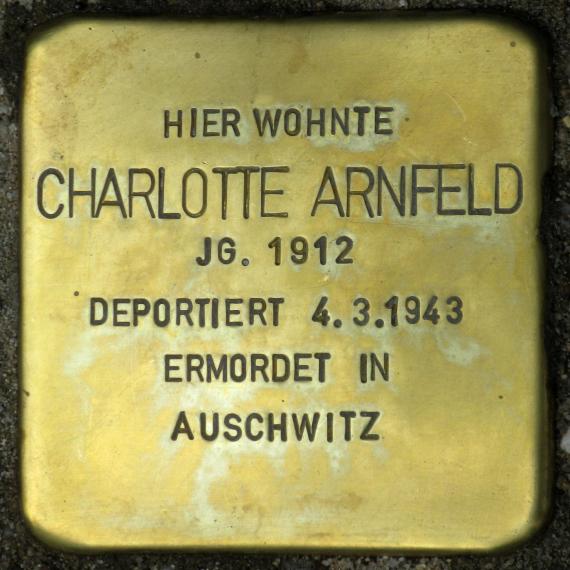 HIER WOHNTE
CHARLOTTE ARNFELD
JG. 1912
DEPORTIERT 4.3.1943
ERMORDET IN
AUSCHWITZ